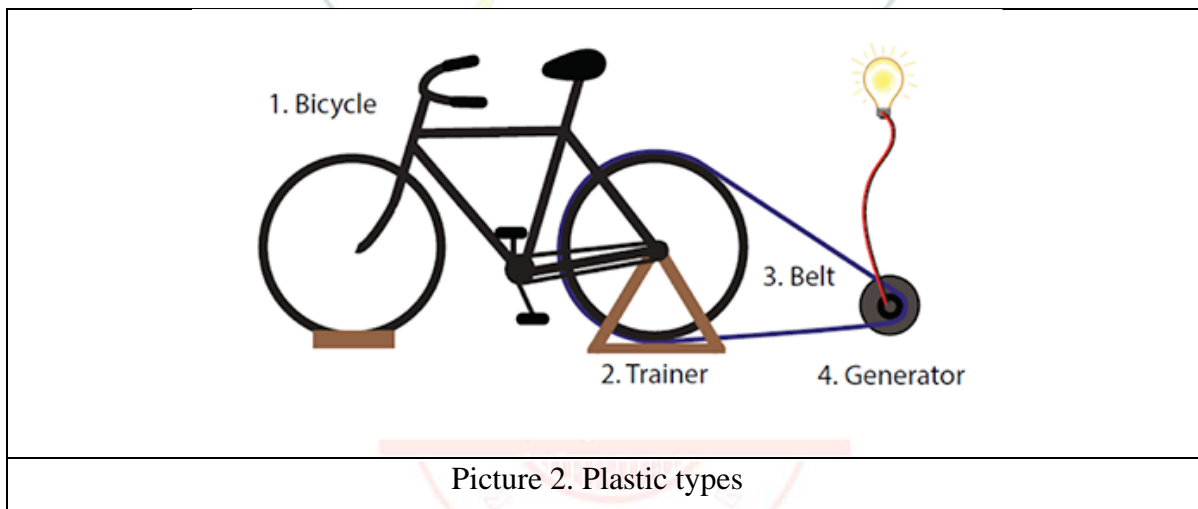 1. Bicycle
3. Belt
2. Trainer
4. Generator
Picture 2. Plastic types